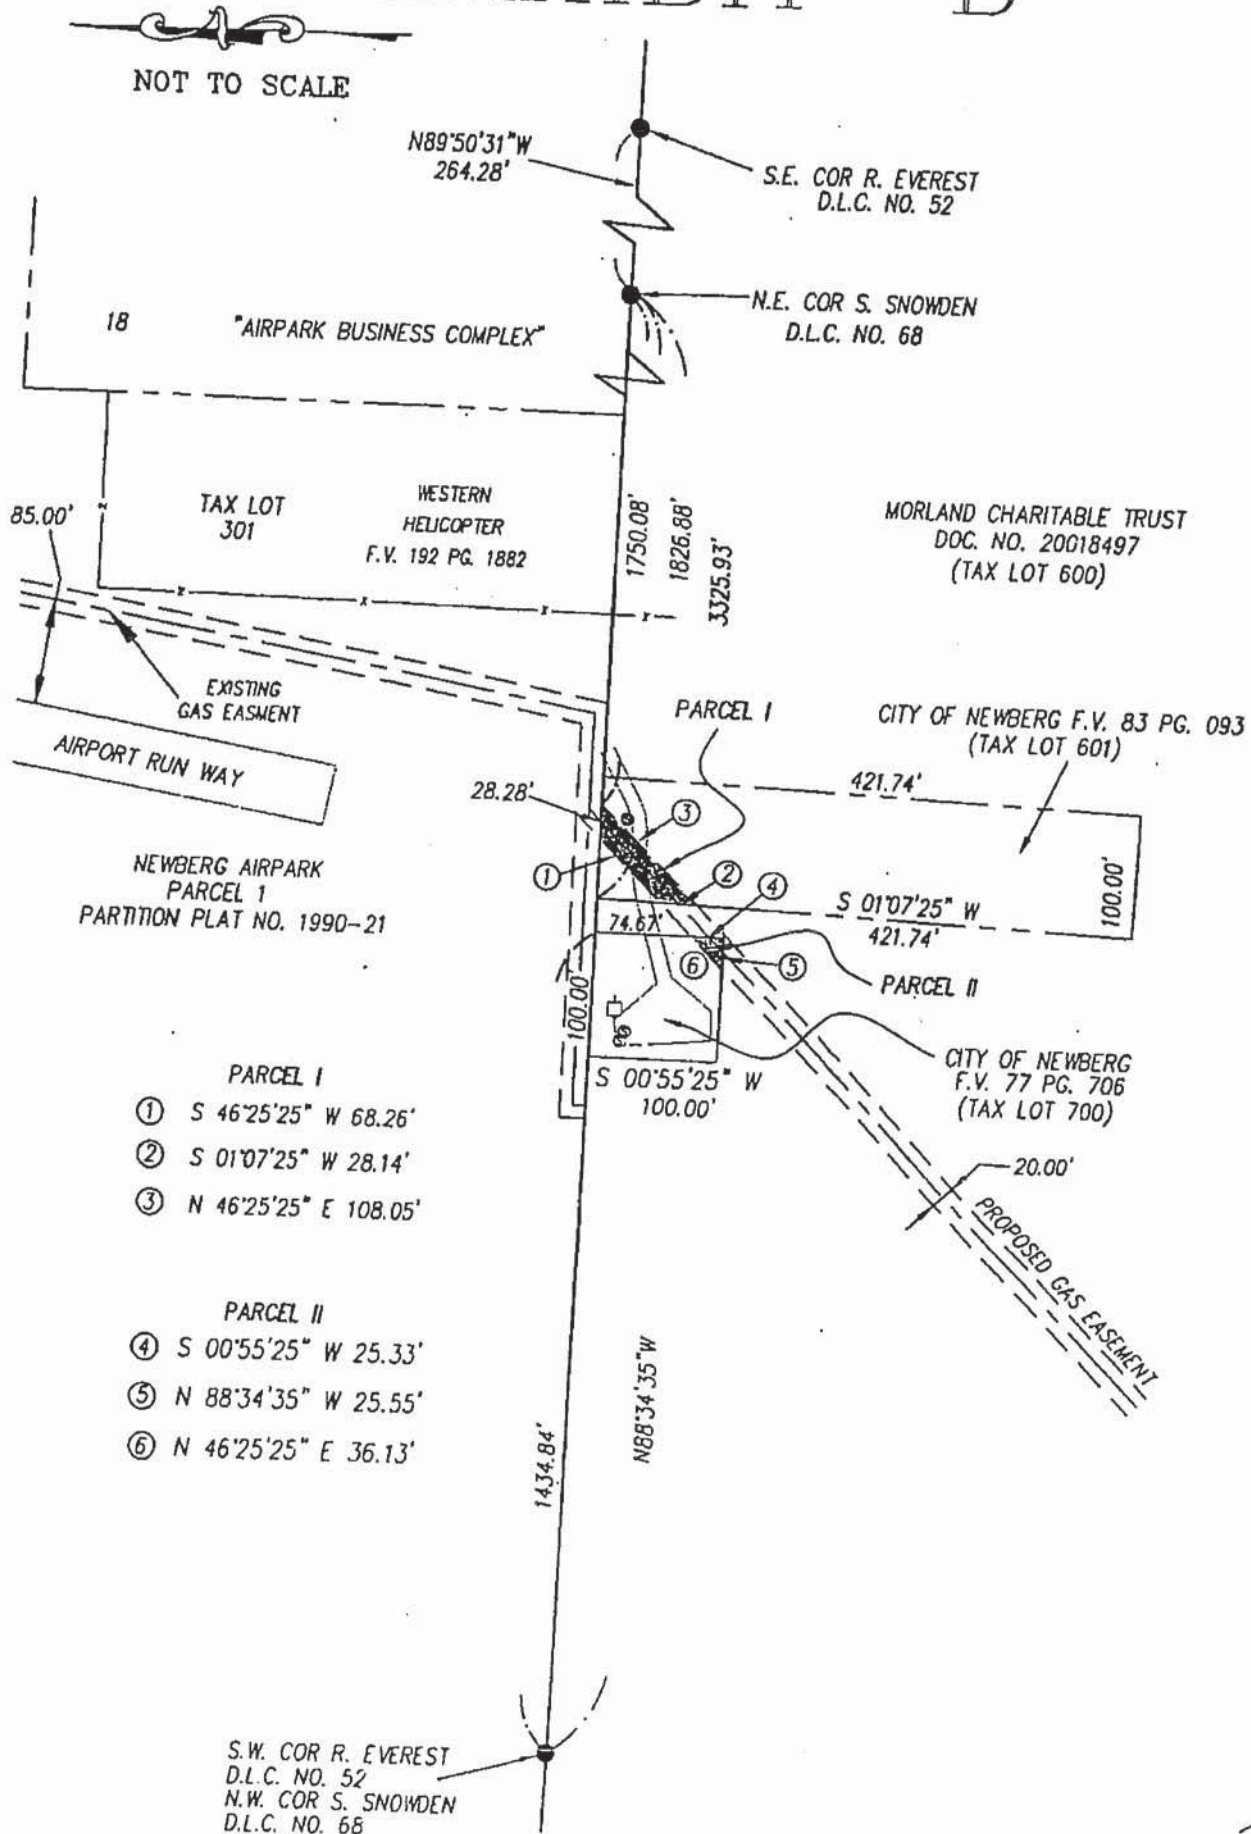 NOT TO SCALE
N89°50'31"W
264.28'
S.E. COR R. EVEREST
D.L.C. NO. 52
N.E. COR S. SNOWDEN
D.L.C. NO. 68
18
"AIRPARK BUSINESS COMPLEX"
TAX LOT
301
WESTERN
HELICOPTER
F.V. 192 PG. 1882
85.00'
1750.08'
1826.88'
3325.93'
MORLAND CHARITABLE TRUST
DOC. NO. 20018497
(TAX LOT 600)
EXISTING
GAS EASMENT
AIRPORT RUN WAY
PARCEL I
CITY OF NEWBERG F.V. 83 PG. 093
(TAX LOT 601)
421.74'
28.28'
3
1
2
4
100.00'
NEWBERG AIRPARK
PARCEL 1
PARTITION PLAT NO. 1990-21
S 01°07'25" W
421.74'
74.67'
6
5
PARCEL II
100.00'
CITY OF NEWBERG
F.V. 77 PG. 706
(TAX LOT 700)
S 00°55'25" W
100.00'
20.00'
PROPOSED GAS EASEMENT
PARCEL I
1 S 46°25'25" W 68.26'
2 S 01°07'25" W 28.14'
3 N 46°25'25" E 108.05'
PARCEL II
4 S 00°55'25" W 25.33'
5 N 88°34'35" W 25.55'
6 N 46°25'25" E 36.13'
1434.84'
N88°34'35"W
S.W. COR R. EVEREST
D.L.C. NO. 52
N.W. COR S. SNOWDEN
D.L.C. NO. 68